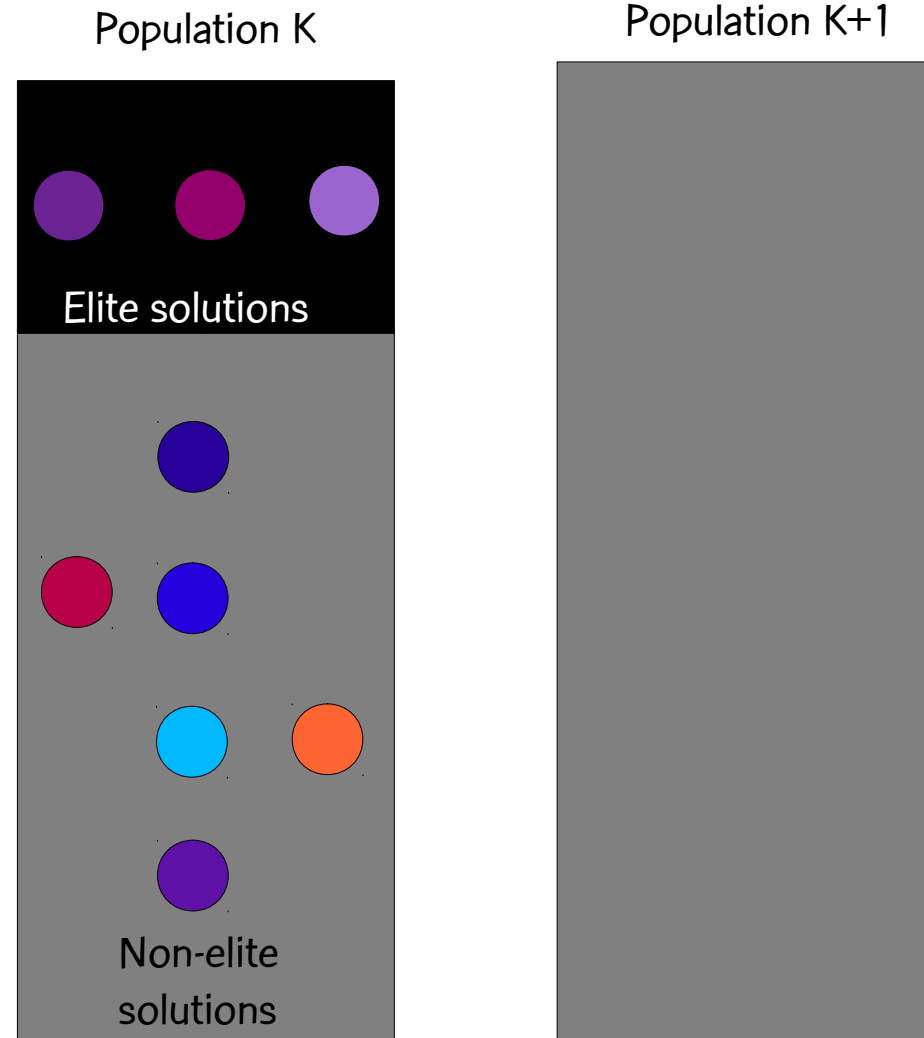 Population K
Population K+1
Elite solutions
Non-elite
solutions